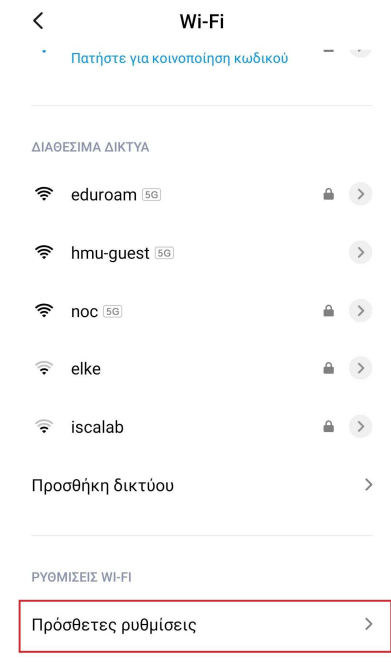 Wi-Fi
Πατήστε για κοινοποίηση κωδικού
ΔΙΑΘΕΣΙΜΑ ΔΙΚΤΥΑ
eduroam 5G
hmu-guest 5G
noc 5G
elke
iscalab
Προσθήκη δικτύου
ΡΥΘΜΙΣΕΙΣ WI-FI
Πρόσθετες ρυθμίσεις